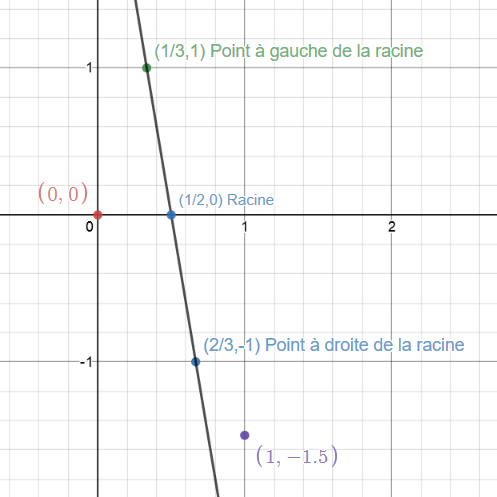 (1/3,1) Point à gauche de la racine
1
(0, 0)
(1/2,0) Racine
0
1
2
(2/3,-1) Point à droite de la racine
-1
(1, −1.5)